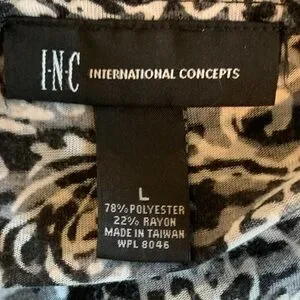 I·N·C INTERNATIONAL CONCEPTS
L
78% POLYESTER
22% RAYON
MADE IN TAIWAN
WPL 8046